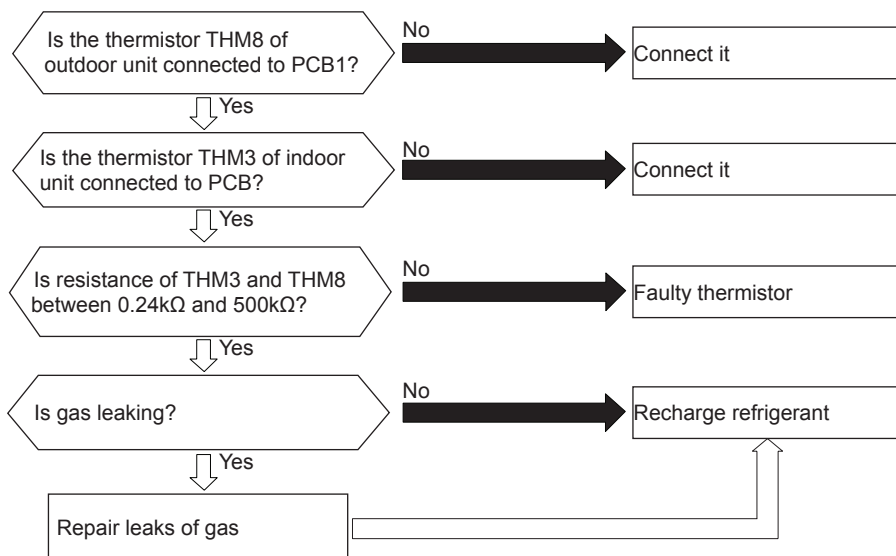 Is the thermistor THM8 of
outdoor unit connected to PCB1?
No
Connect it
Yes
Is the thermistor THM3 of indoor
unit connected to PCB?
No
Connect it
Yes
Is resistance of THM3 and THM8
between 0.24kΩ and 500kΩ?
No
Faulty thermistor
Yes
Is gas leaking?
No
Recharge refrigerant
Yes
Repair leaks of gas